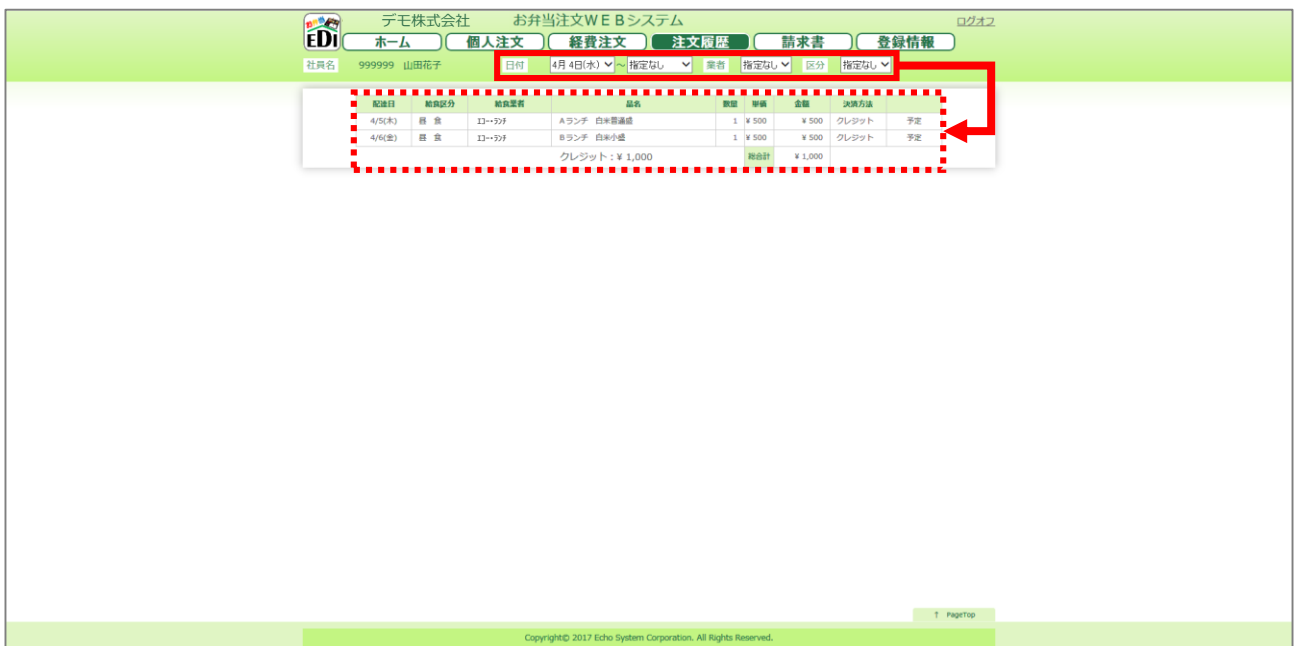 デモ株式会社 お弁当注文ＷＥＢシステム ログオフ
EDI ホーム 個人注文 経費注文 注文履歴 請求書 登録情報
社員名 999999 山田花子 日付 4月 4日(水) ～ 指定なし 業者 指定なし 区分 指定なし
配達日 給食区分 給食業者 品名 数量 単価 金額 決済方法
4/5(木) 昼 食 ｴｺｰ・ﾗﾝﾁ Ａランチ 白米普通盛 1 ¥ 500 ¥ 500 クレジット 予定
4/6(金) 昼 食 ｴｺｰ・ﾗﾝﾁ Ｂランチ 白米小盛 1 ¥ 500 ¥ 500 クレジット 予定
クレジット：¥ 1,000 総合計 ¥ 1,000
↑ PageTop
Copyright© 2017 Echo System Corporation. All Rights Reserved.